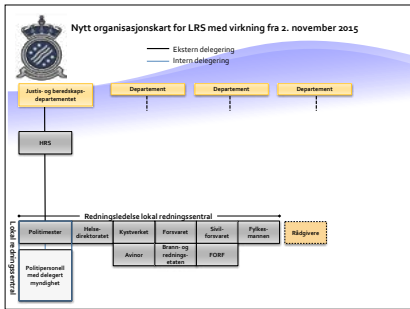 Nytt organisasjonskart for LRS med virkning fra 2. november 2015
Ekstern delegering
Intern delegering
Justis- og beredskaps-
departementet
Departement
Departement
Departement
HRS
Redningsledelse lokal redningssentral
Lokal redningssentral
Politimester
Helse-
direktoratet
Kystverket
Forsvaret
Sivil-
forsvaret
Fylkes-
mannen
Rådgivere
Avinor
Brann- og
rednings-
etaten
FORF
Politipersonell
med delegert
myndighet